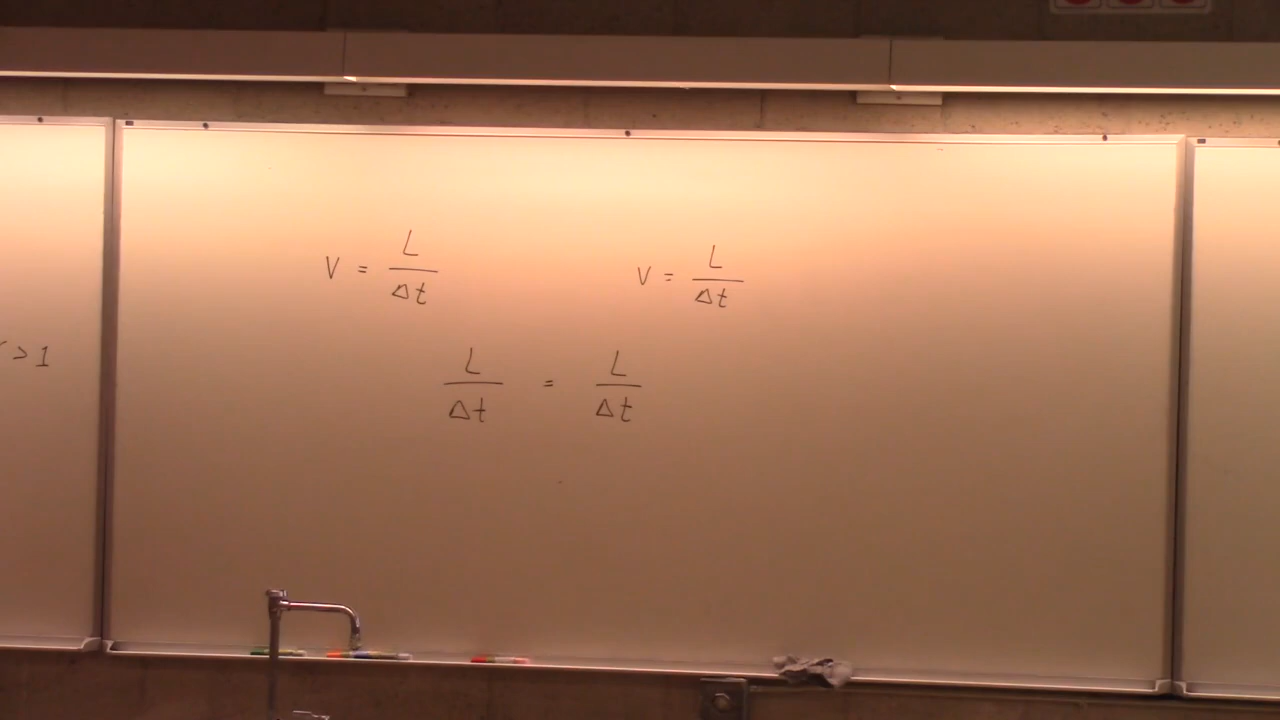 V = L / Δt
V = L / Δt
> 1
L / Δt = L / Δt